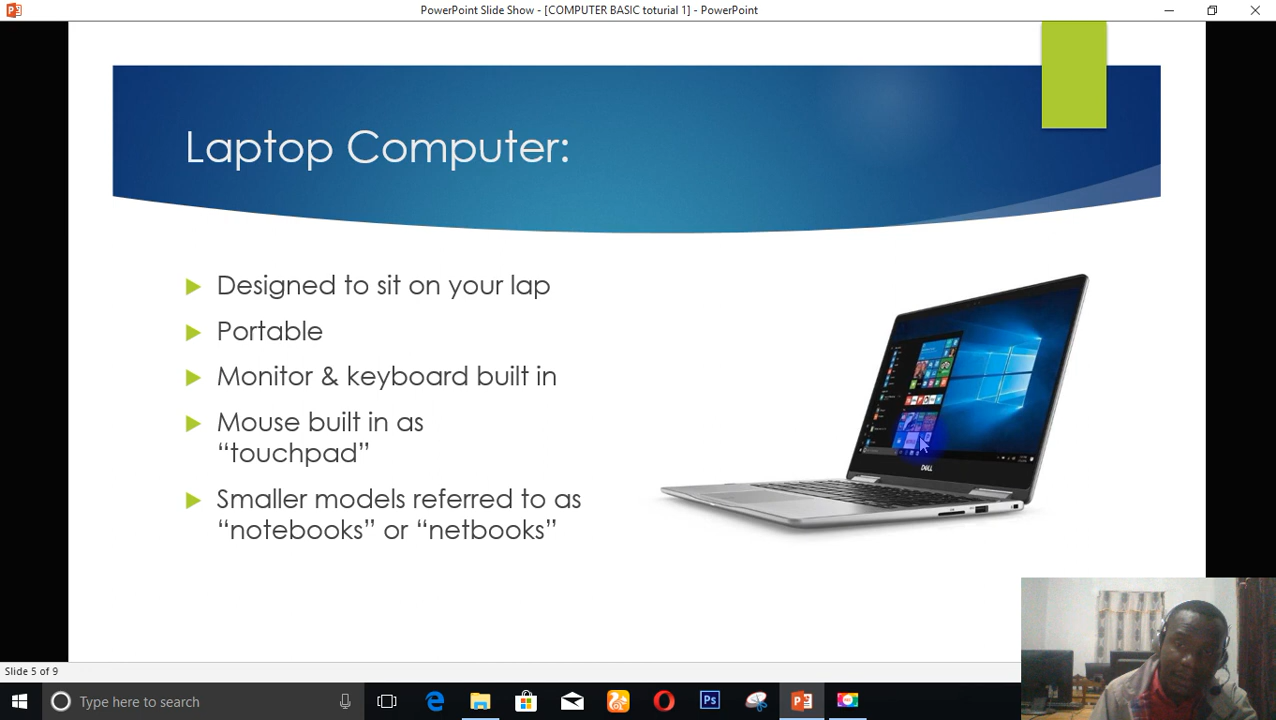 PowerPoint Slide Show - [COMPUTER BASIC toturial 1] - PowerPoint
Laptop Computer:
Designed to sit on your lap
Portable
Monitor & keyboard built in
Mouse built in as
“touchpad”
Smaller models referred to as
“notebooks” or “netbooks”
DELL
Slide 5 of 9
Type here to search
Ps